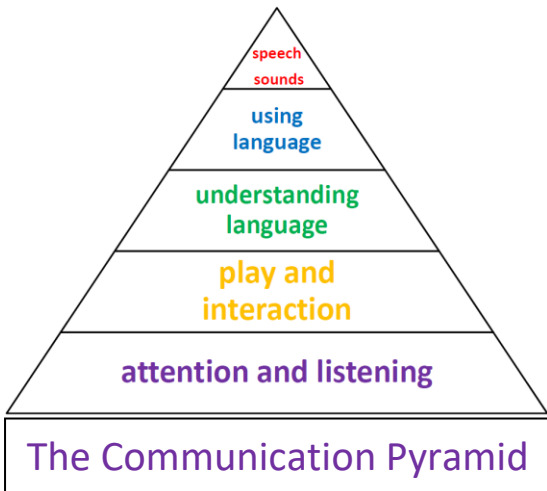 speech
sounds
using
language
understanding
language
play and
interaction
attention and listening
The Communication Pyramid